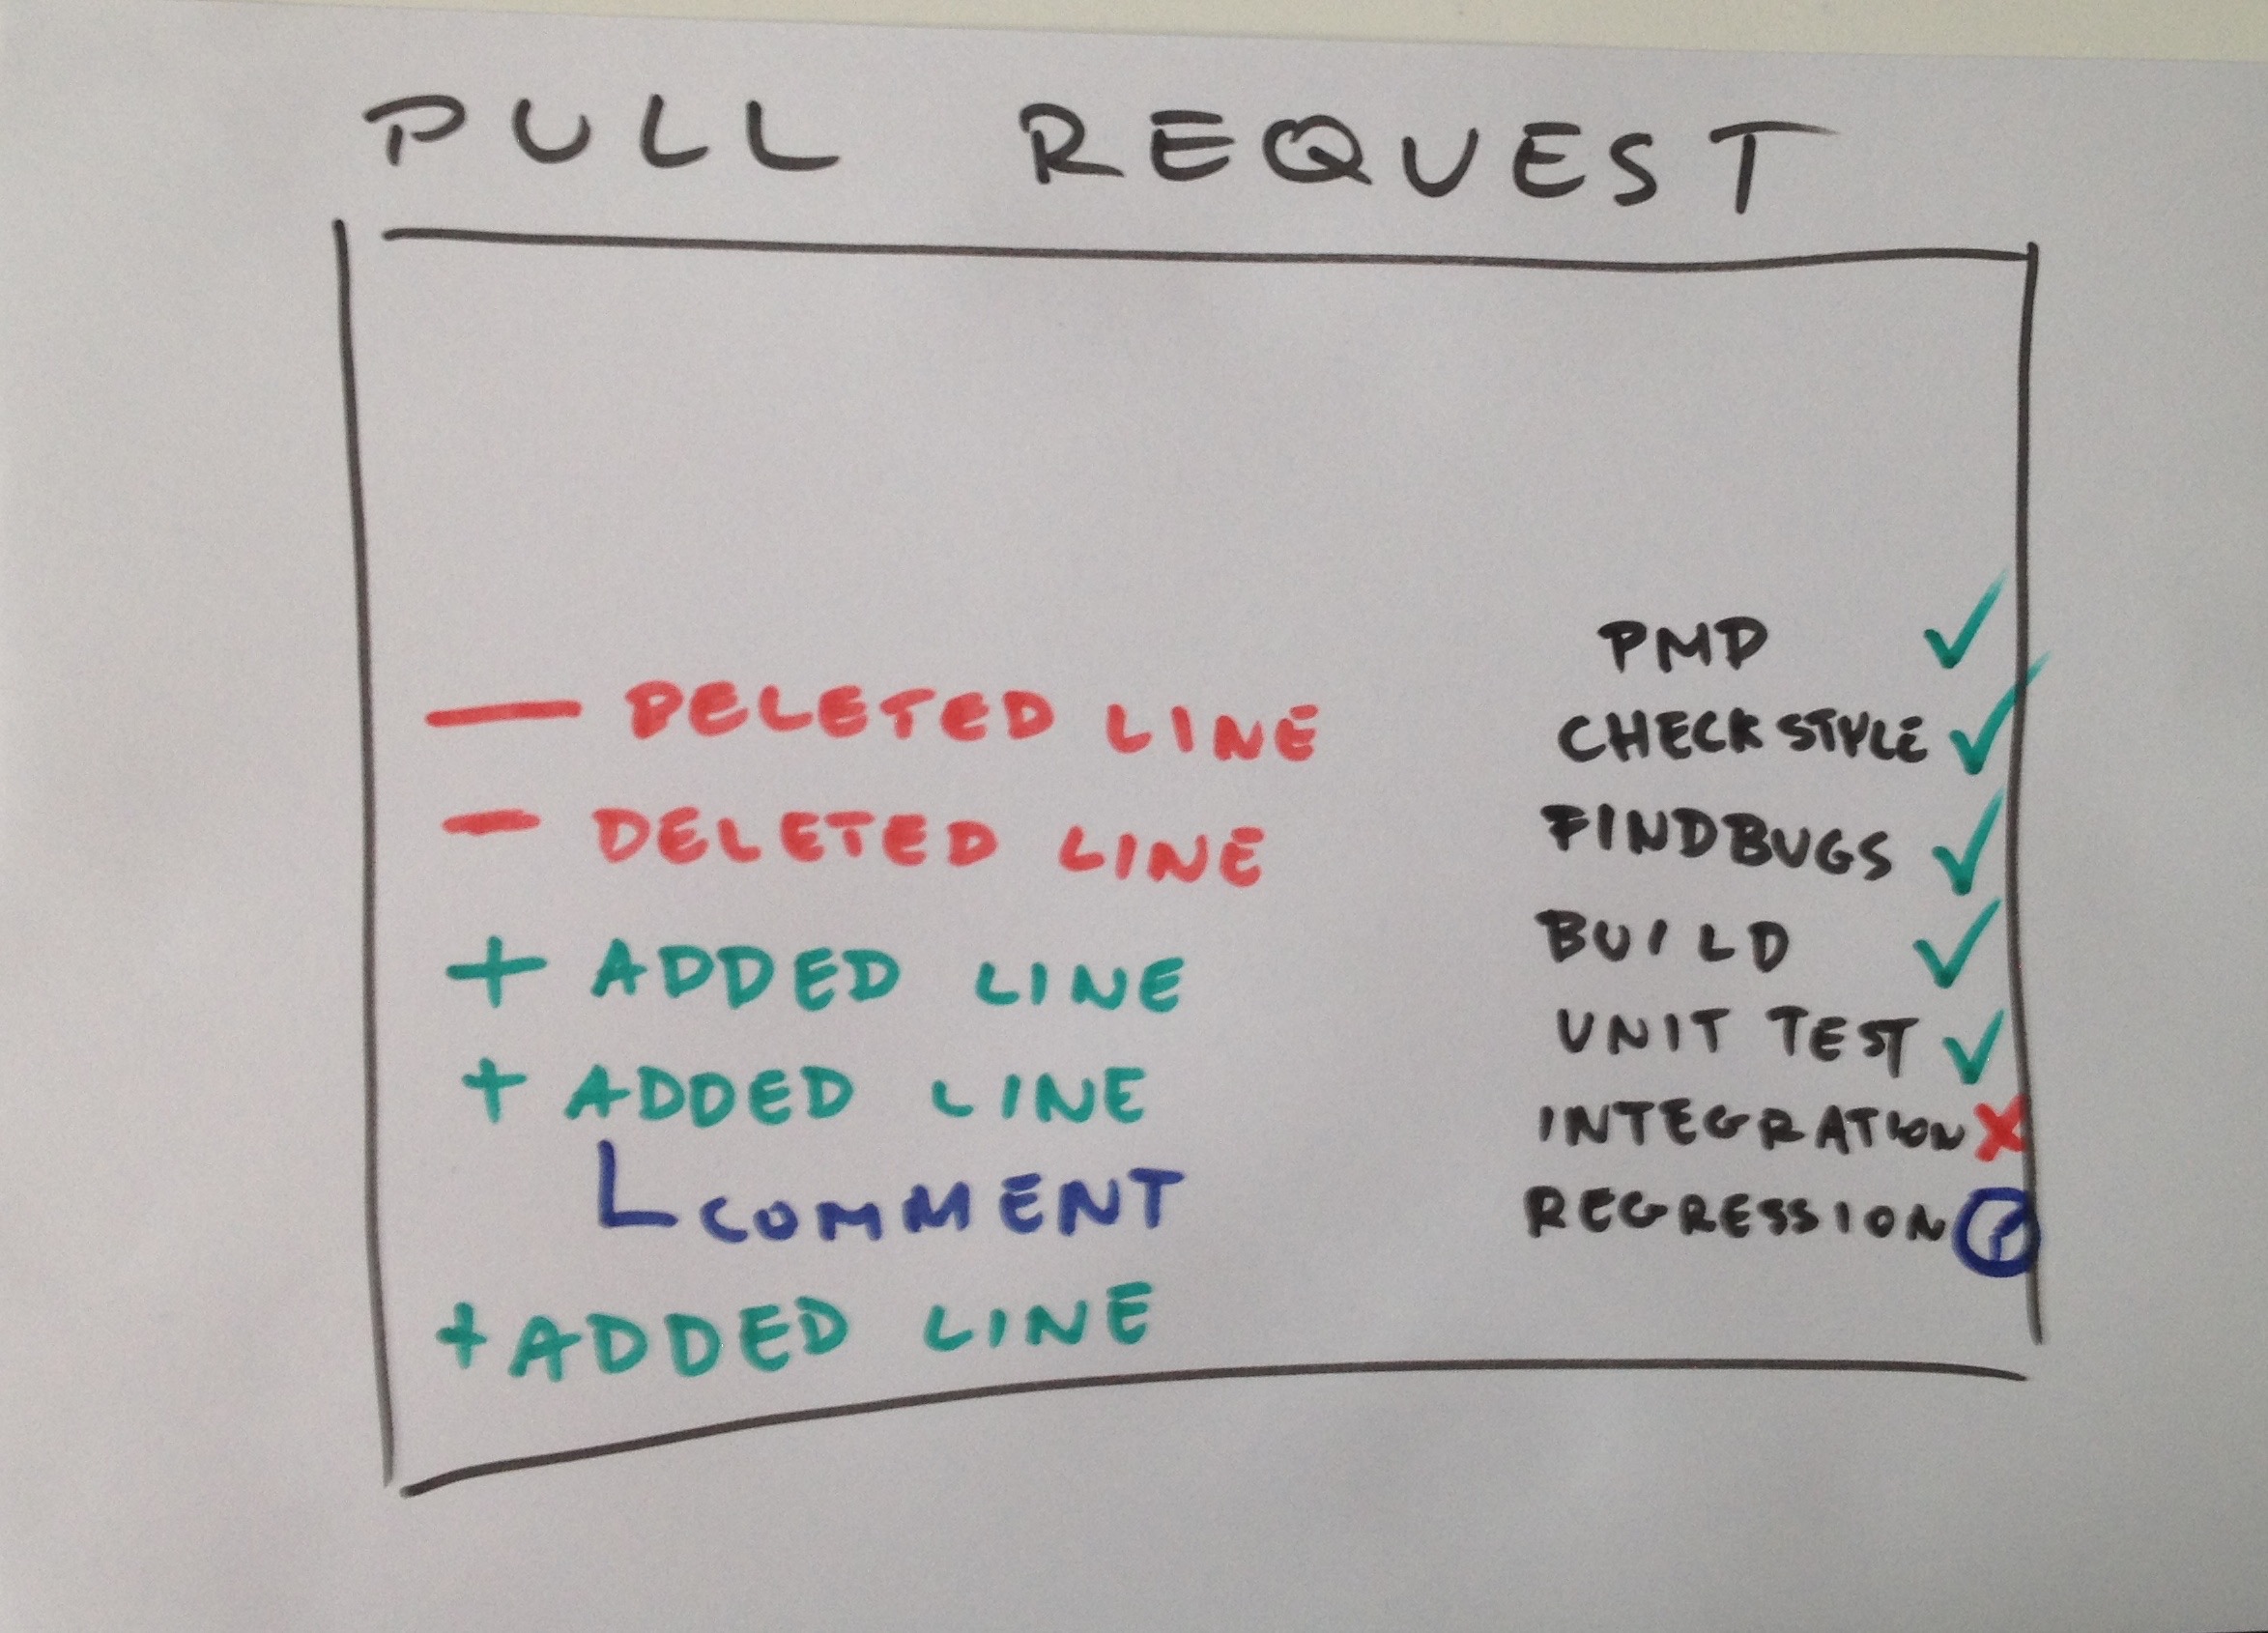 PULL REQUEST
— DELETED LINE
- DELETED LINE
+ ADDED LINE
+ ADDED LINE
COMMENT
+ ADDED LINE
PMD ✓
CHECKSTYLE ✓
FINDBUGS ✓
BUILD ✓
UNIT TEST ✓
INTEGRATION ✗
REGRESSION